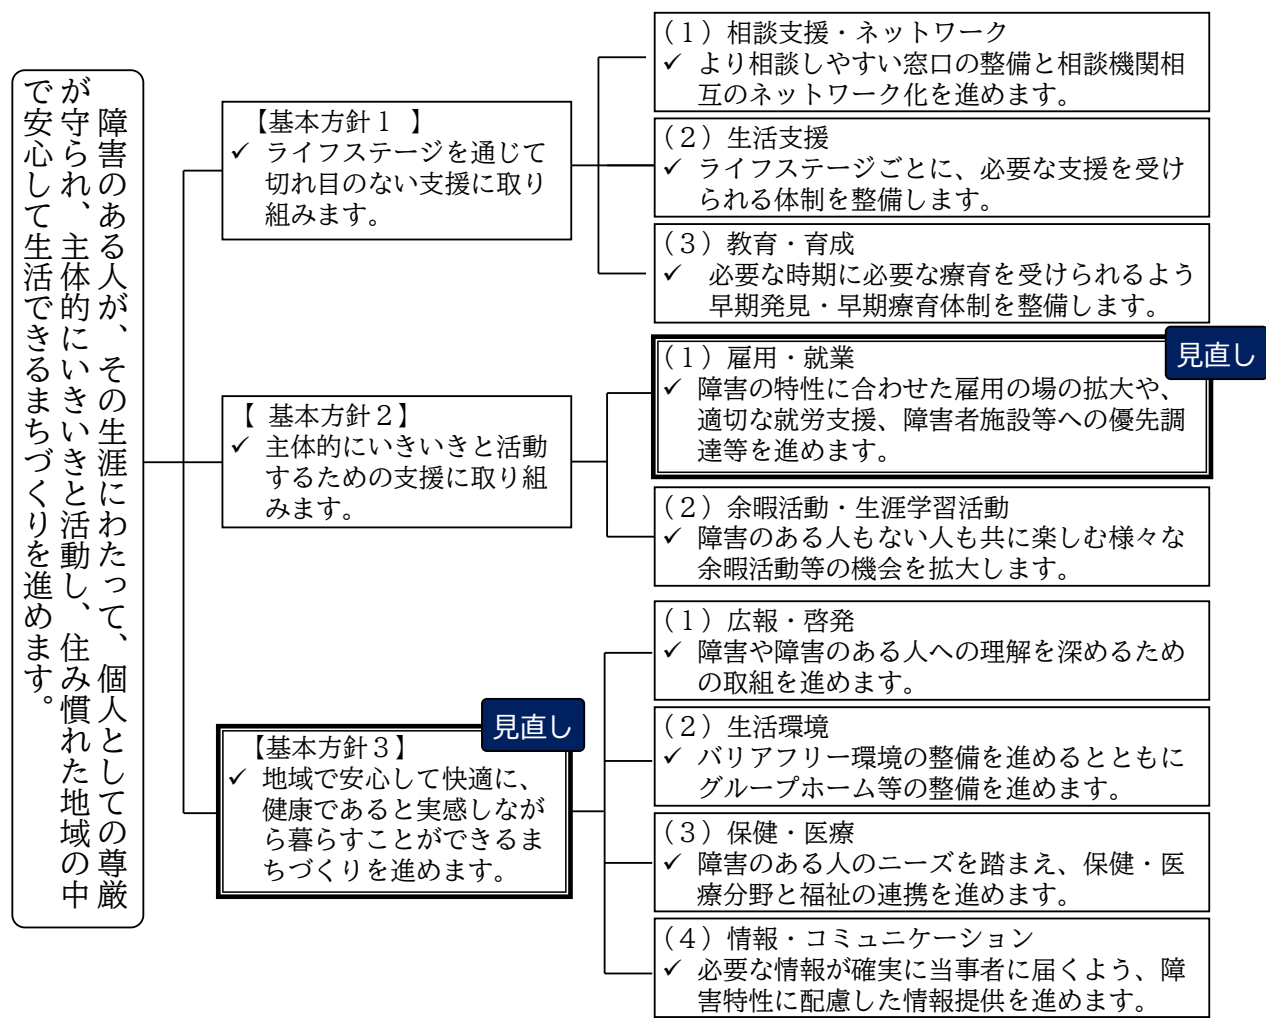 障害のある人が、その生涯にわたって、個人としての尊厳
が守られ、主体的にいきいきと活動し、住み慣れた地域の中
で安心して生活できるまちづくりを進めます。
【基本方針１ 】
✓ ライフステージを通じて
切れ目のない支援に取り
組みます。
（１）相談支援・ネットワーク
✓ より相談しやすい窓口の整備と相談機関相
互のネットワーク化を進めます。
（２）生活支援
✓ ライフステージごとに、必要な支援を受け
られる体制を整備します。
（３）教育・育成
✓ 必要な時期に必要な療育を受けられるよう
早期発見・早期療育体制を整備します。
【 基本方針２】
✓ 主体的にいきいきと活動
するための支援に取り組
みます。
見直し
（１）雇用・就業
✓ 障害の特性に合わせた雇用の場の拡大や、
適切な就労支援、障害者施設等への優先調
達等を進めます。
（２）余暇活動・生涯学習活動
✓ 障害のある人もない人も共に楽しむ様々な
余暇活動等の機会を拡大します。
見直し
【基本方針３】
✓ 地域で安心して快適に、
健康であると実感しなが
ら暮らすことができるま
ちづくりを進めます。
（１）広報・啓発
✓ 障害や障害のある人への理解を深めるため
の取組を進めます。
（２）生活環境
✓ バリアフリー環境の整備を進めるとともに
グループホーム等の整備を進めます。
（３）保健・医療
✓ 障害のある人のニーズを踏まえ、保健・医
療分野と福祉の連携を進めます。
（４）情報・コミュニケーション
✓ 必要な情報が確実に当事者に届くよう、障
害特性に配慮した情報提供を進めます。